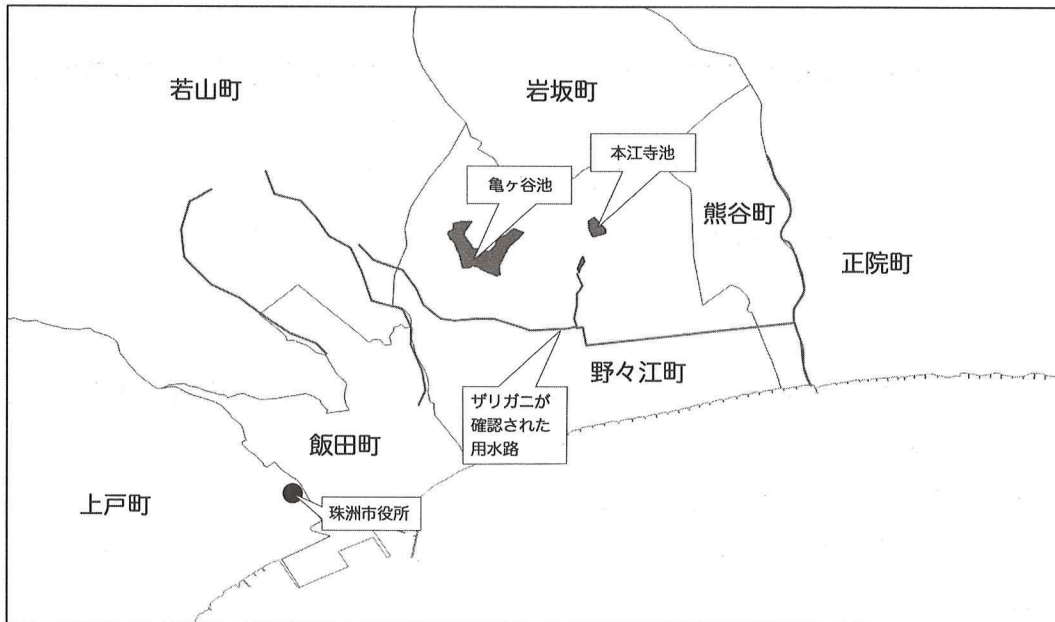 若山町
岩坂町
本江寺池
亀ヶ谷池
熊谷町
正院町
野々江町
ザリガニが
確認された
用水路
飯田町
上戸町
珠洲市役所